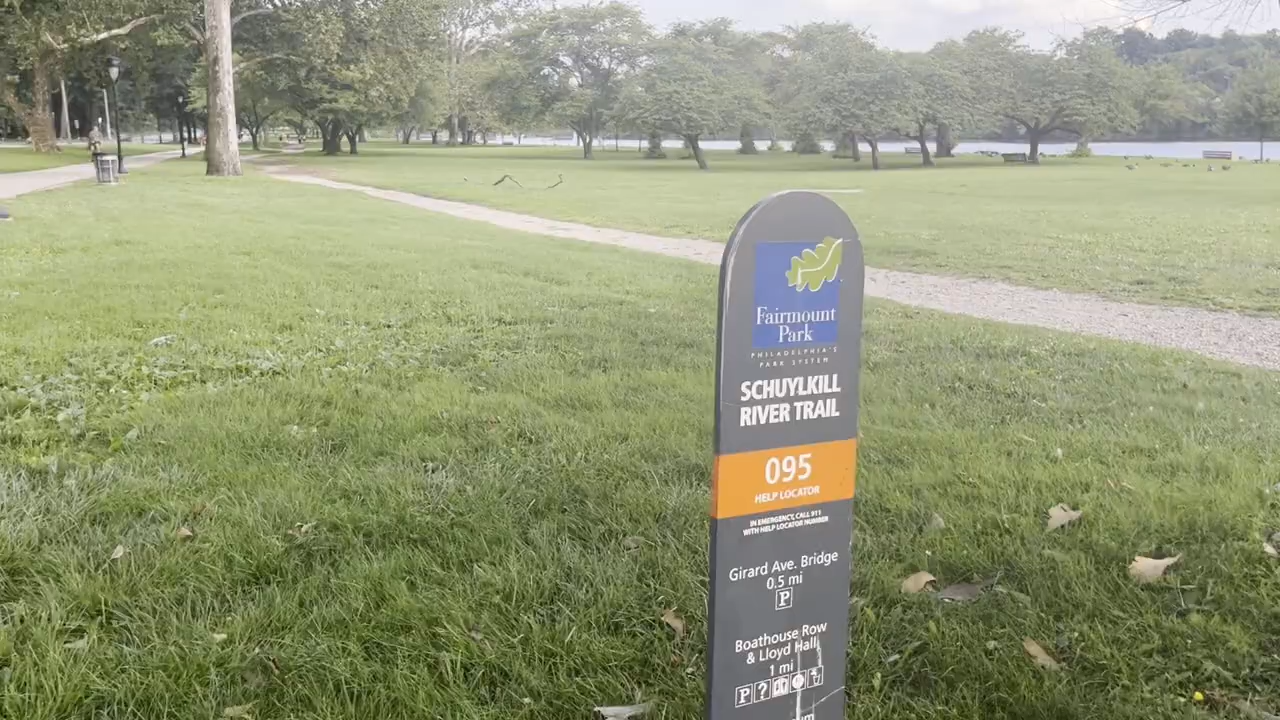 Fairmount
Park
PHILADELPHIA'S
PARK SYSTEM
SCHUYLKILL
RIVER TRAIL
095
HELP LOCATOR
IN EMERGENCY, CALL 911
WITH HELP LOCATOR NUMBER
Girard Ave. Bridge
0.5 mi
P
Boathouse Row
& Lloyd Hall
1 mi
P ?